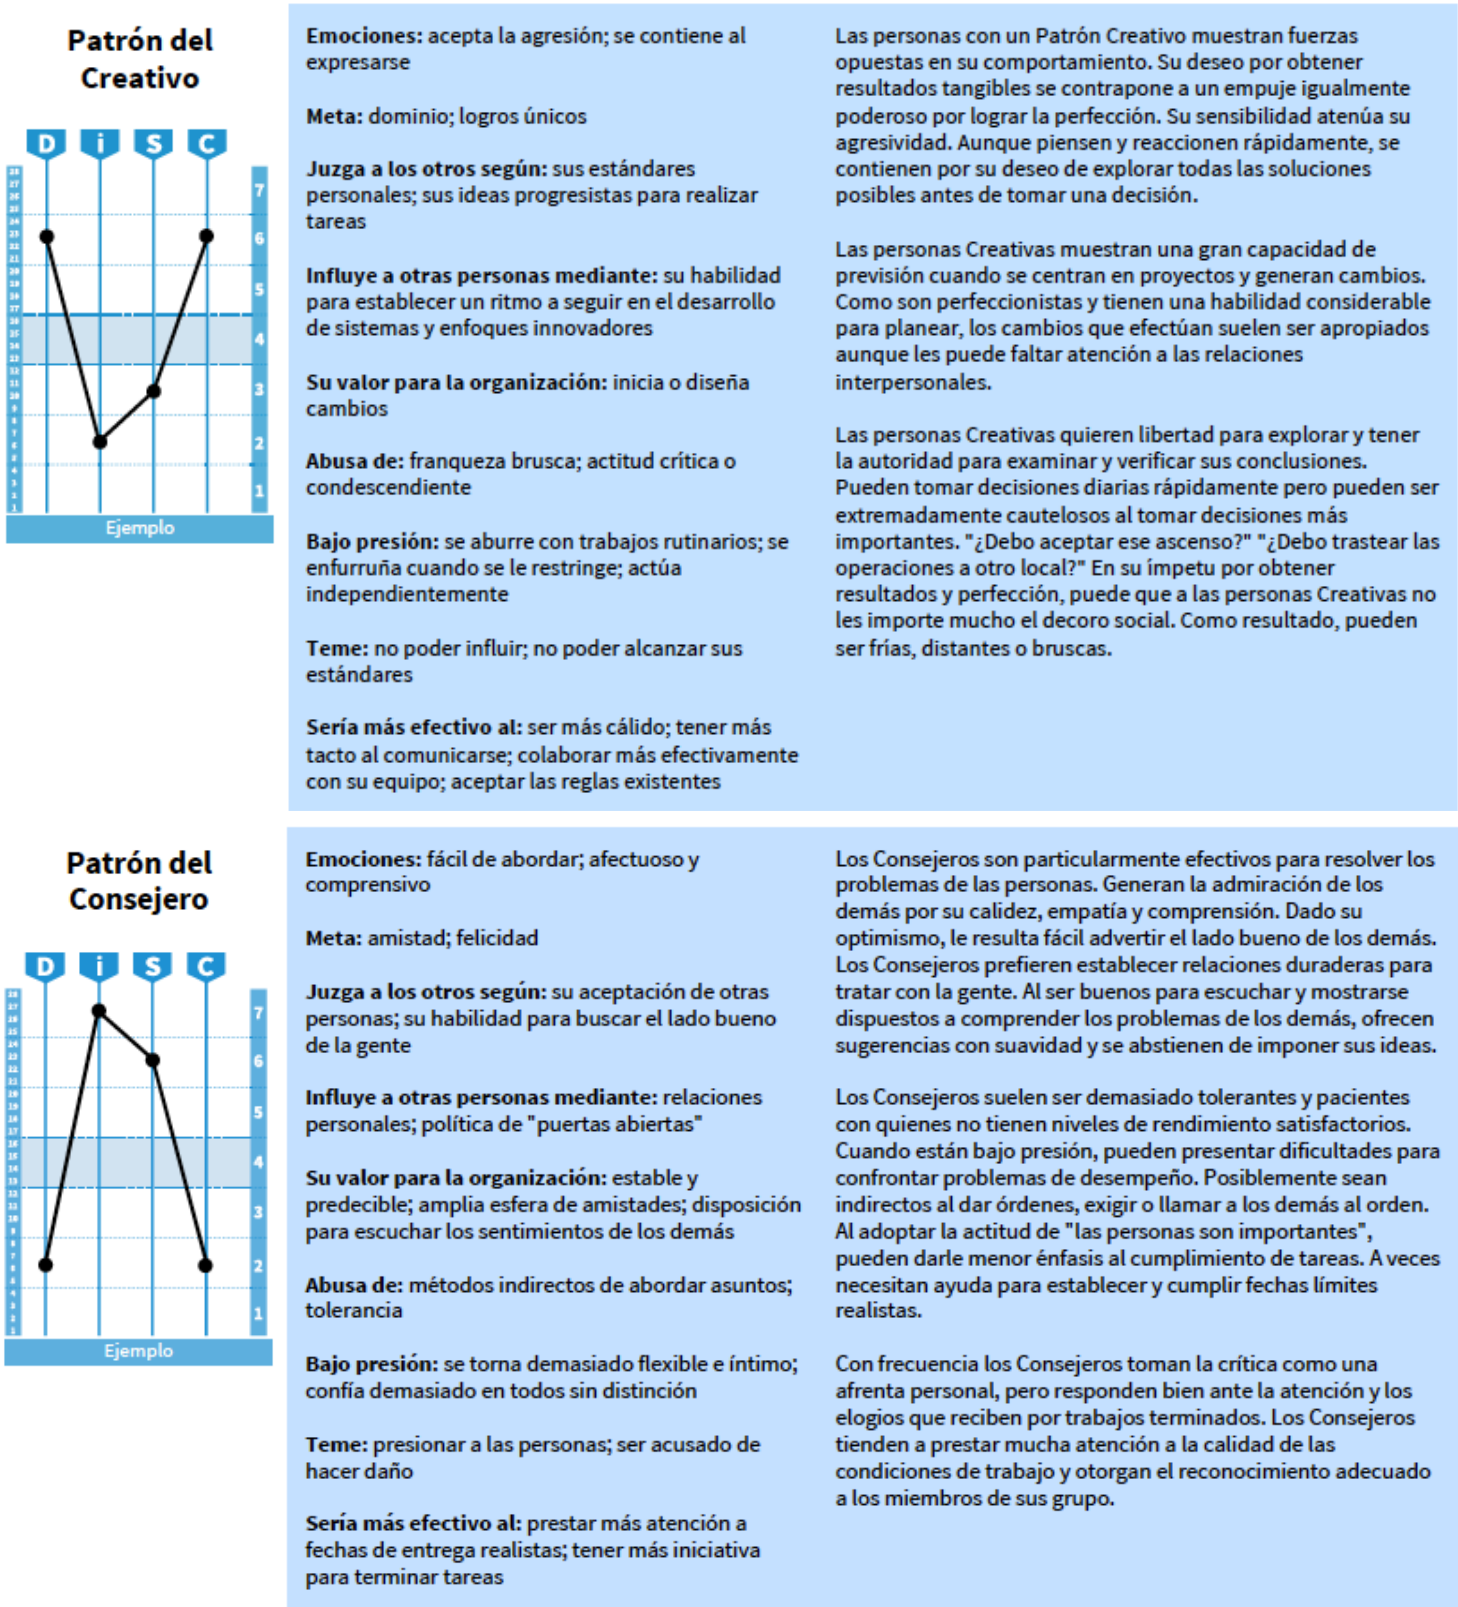 Patrón del
Creativo
D i S C
7
6
5
4
3
2
1
Ejemplo
Emociones: acepta la agresión; se contiene al
expresarse
Meta: dominio; logros únicos
Juzga a los otros según: sus estándares
personales; sus ideas progresistas para realizar
tareas
Influye a otras personas mediante: su habilidad
para establecer un ritmo a seguir en el desarrollo
de sistemas y enfoques innovadores
Su valor para la organización: inicia o diseña
cambios
Abusa de: franqueza brusca; actitud crítica o
condescendiente
Bajo presión: se aburre con trabajos rutinarios; se
enfurruña cuando se le restringe; actúa
independientemente
Teme: no poder influir; no poder alcanzar sus
estándares
Sería más efectivo al: ser más cálido; tener más
tacto al comunicarse; colaborar más efectivamente
con su equipo; aceptar las reglas existentes
Las personas con un Patrón Creativo muestran fuerzas
opuestas en su comportamiento. Su deseo por obtener
resultados tangibles se contrapone a un empuje igualmente
poderoso por lograr la perfección. Su sensibilidad atenúa su
agresividad. Aunque piensen y reaccionen rápidamente, se
contienen por su deseo de explorar todas las soluciones
posibles antes de tomar una decisión.
Las personas Creativas muestran una gran capacidad de
previsión cuando se centran en proyectos y generan cambios.
Como son perfeccionistas y tienen una habilidad considerable
para planear, los cambios que efectúan suelen ser apropiados
aunque les puede faltar atención a las relaciones
interpersonales.
Las personas Creativas quieren libertad para explorar y tener
la autoridad para examinar y verificar sus conclusiones.
Pueden tomar decisiones diarias rápidamente pero pueden ser
extremadamente cautelosos al tomar decisiones más
importantes. "¿Debo aceptar ese ascenso?" "¿Debo trastear las
operaciones a otro local?" En su ímpetu por obtener
resultados y perfección, puede que a las personas Creativas no
les importe mucho el decoro social. Como resultado, pueden
ser frías, distantes o bruscas.
Patrón del
Consejero
D i S C
7
6
5
4
3
2
1
Ejemplo
Emociones: fácil de abordar; afectuoso y
comprensivo
Meta: amistad; felicidad
Juzga a los otros según: su aceptación de otras
personas; su habilidad para buscar el lado bueno
de la gente
Influye a otras personas mediante: relaciones
personales; política de "puertas abiertas"
Su valor para la organización: estable y
predecible; amplia esfera de amistades; disposición
para escuchar los sentimientos de los demás
Abusa de: métodos indirectos de abordar asuntos;
tolerancia
Bajo presión: se torna demasiado flexible e íntimo;
confía demasiado en todos sin distinción
Teme: presionar a las personas; ser acusado de
hacer daño
Sería más efectivo al: prestar más atención a
fechas de entrega realistas; tener más iniciativa
para terminar tareas
Los Consejeros son particularmente efectivos para resolver los
problemas de las personas. Generan la admiración de los
demás por su calidez, empatía y comprensión. Dado su
optimismo, le resulta fácil advertir el lado bueno de los demás.
Los Consejeros prefieren establecer relaciones duraderas para
tratar con la gente. Al ser buenos para escuchar y mostrarse
dispuestos a comprender los problemas de los demás, ofrecen
sugerencias con suavidad y se abstienen de imponer sus ideas.
Los Consejeros suelen ser demasiado tolerantes y pacientes
con quienes no tienen niveles de rendimiento satisfactorios.
Cuando están bajo presión, pueden presentar dificultades para
confrontar problemas de desempeño. Posiblemente sean
indirectos al dar órdenes, exigir o llamar a los demás al orden.
Al adoptar la actitud de "las personas son importantes",
pueden darle menor énfasis al cumplimiento de tareas. A veces
necesitan ayuda para establecer y cumplir fechas límites
realistas.
Con frecuencia los Consejeros toman la crítica como una
afrenta personal, pero responden bien ante la atención y los
elogios que reciben por trabajos terminados. Los Consejeros
tienden a prestar mucha atención a la calidad de las
condiciones de trabajo y otorgan el reconocimiento adecuado
a los miembros de sus grupo.